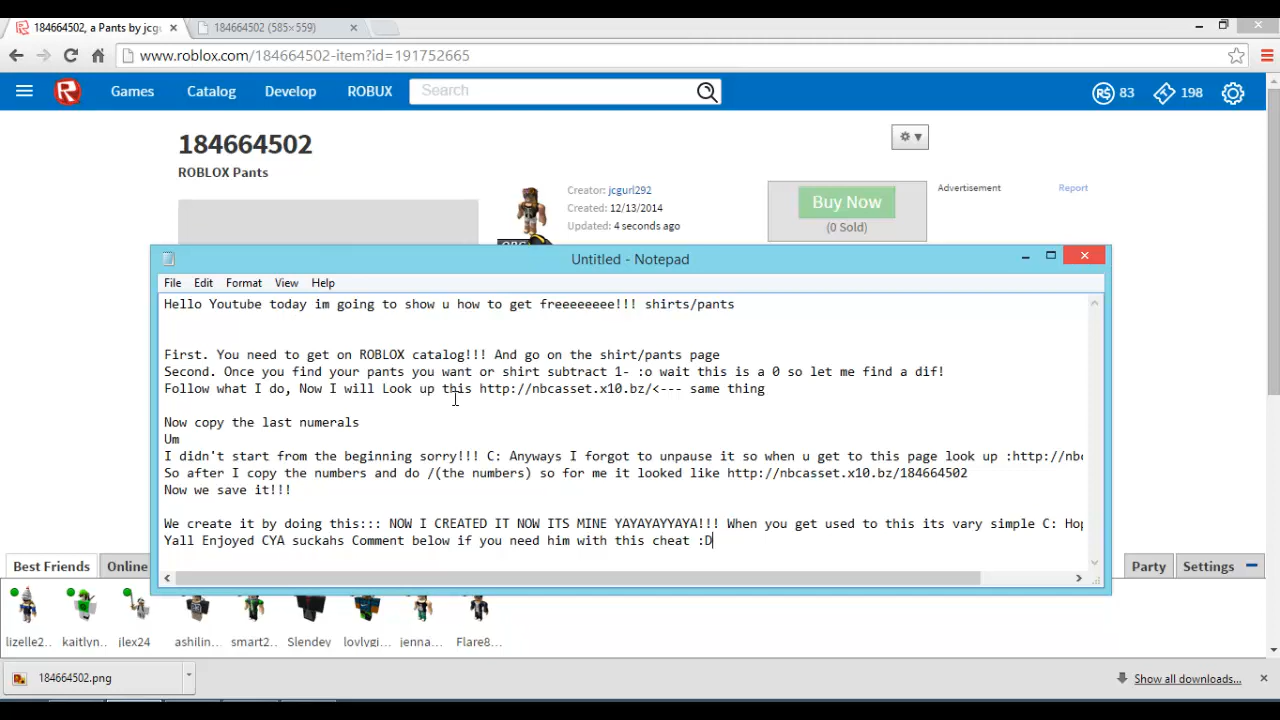 184664502, a Pants by jcgu
184664502 (585×559)
www.roblox.com/184664502-item?id=191752665
Games Catalog Develop ROBUX Search R$ 83 198
184664502
ROBLOX Pants
Creator: jcgurl292
Created: 12/13/2014
Updated: 4 seconds ago
Buy Now
(0 Sold)
Advertisement Report
Untitled - Notepad
File Edit Format View Help
Hello Youtube today im going to show u how to get freeeeeeee!!! shirts/pants
First. You need to get on ROBLOX catalog!!! And go on the shirt/pants page
Second. Once you find your pants you want or shirt subtract 1- :o wait this is a 0 so let me find a dif!
Follow what I do, Now I will Look up this http://nbcasset.x10.bz/<--- same thing
Now copy the last numerals
Um
I didn't start from the beginning sorry!!! C: Anyways I forgot to unpause it so when u get to this page look up :http://nbc
So after I copy the numbers and do /(the numbers) so for me it looked like http://nbcasset.x10.bz/184664502
Now we save it!!!
We create it by doing this::: NOW I CREATED IT NOW ITS MINE YAYAYAYYAYA!!! When you get used to this its vary simple C: Hop
Yall Enjoyed CYA suckahs Comment below if you need him with this cheat :D
Best Friends Online
Party Settings
lizelle2... kaitlyn... jlex24 ashilin... smart2... Slendev lovlygi... jenna... Flare8...
184664502.png
Show all downloads...